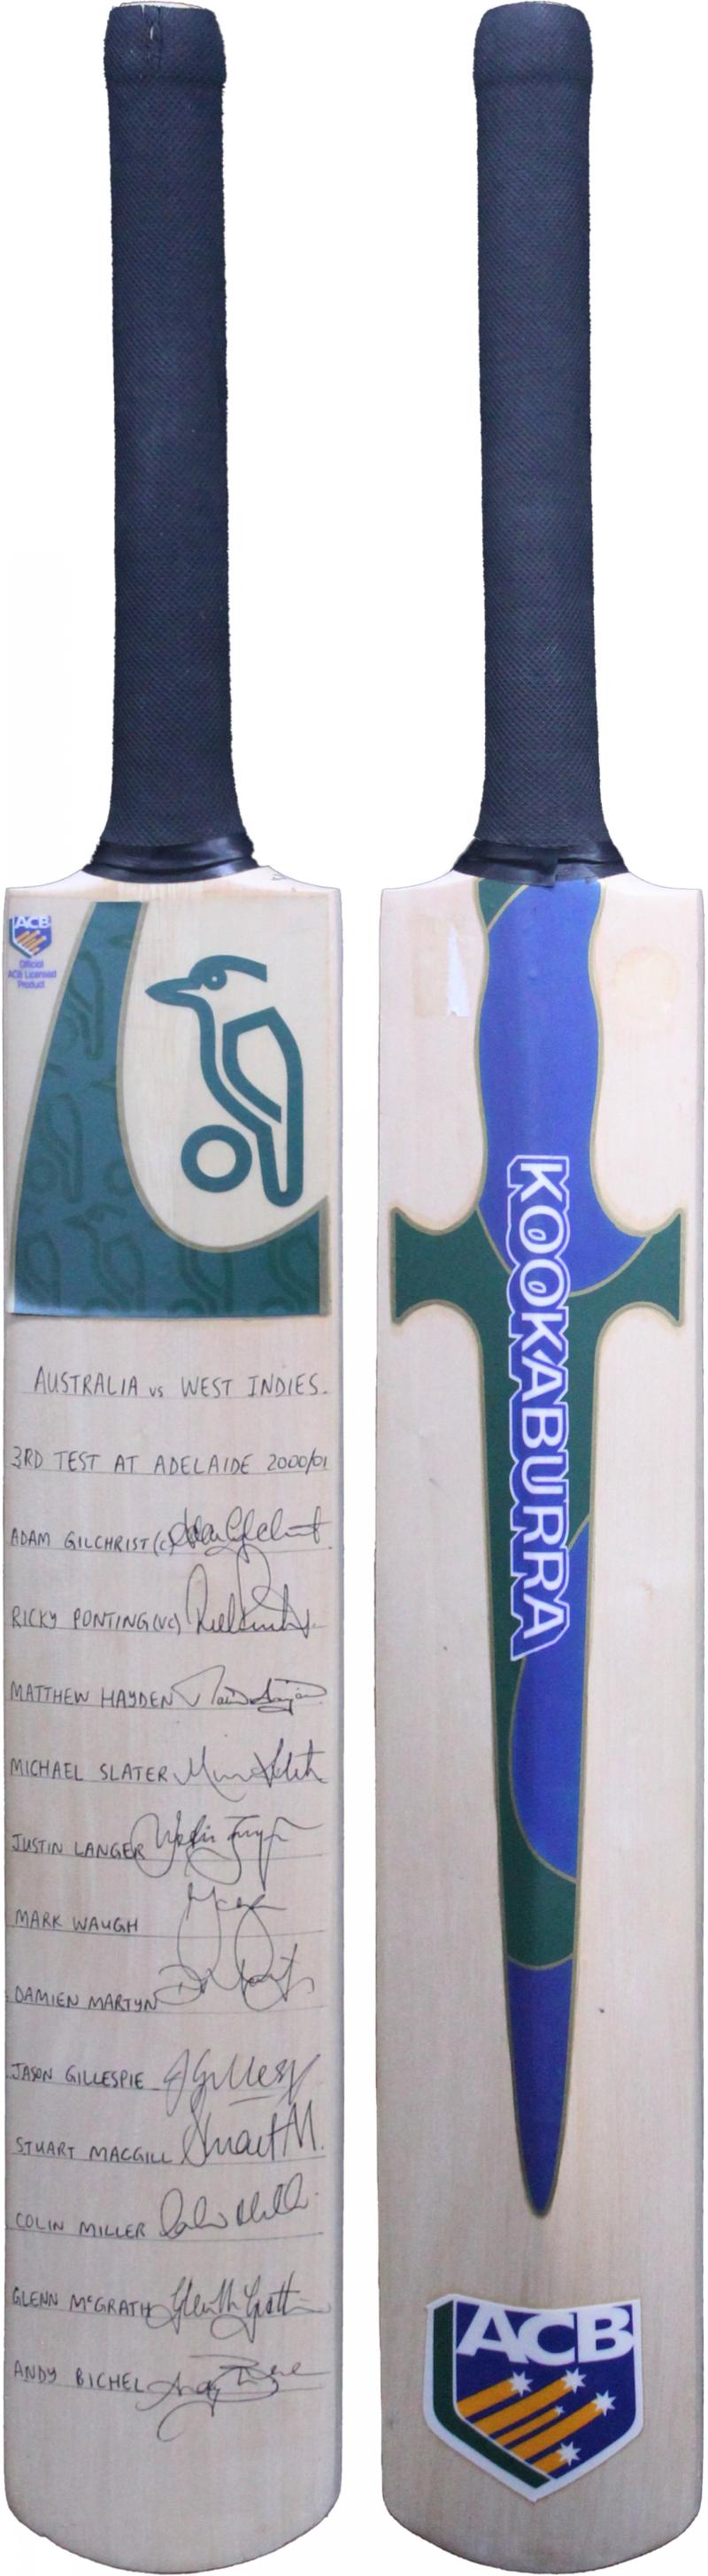 ACB
Official
ACB Licensed
Product
AUSTRALIA vs WEST INDIES.
3RD TEST AT ADELAIDE 2000/01
ADAM GILCHRIST (C)
RICKY PONTING (VC)
MATTHEW HAYDEN
MICHAEL SLATER
JUSTIN LANGER
MARK WAUGH
DAMIEN MARTYN
JASON GILLESPIE
STUART MACGILL
COLIN MILLER
GLENN McGRATH
ANDY BICHEL
KOOKABURRA
ACB